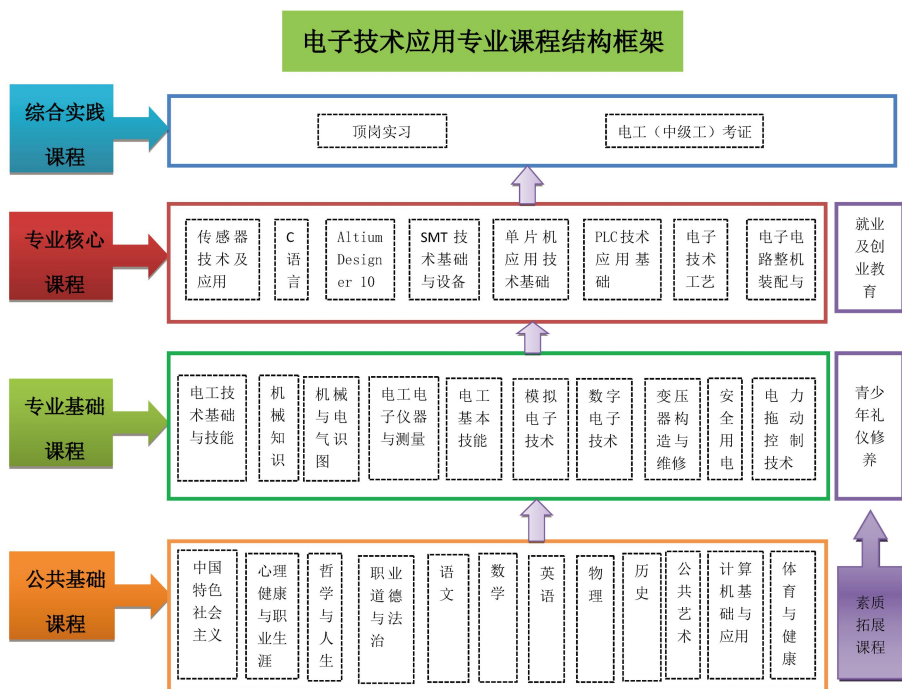 电子技术应用专业课程结构框架
综合实践
课程
顶岗实习
电工（中级工）考证
专业核心
课程
传感器
技术及
应用
C
语
言
Altium
Design
er 10
SMT 技
术基础
与设备
单片机
应用技
术基础
PLC技术
应用基
础
电子
技术
工艺
电子电
路整机
装配与
就业
及创
业教
育
专业基础
课程
电工技
术基础
与技能
机
械
知
识
机械
与电
气识
图
电工电
子仪器
与测量
电工
基本
技能
模拟
电子
技术
数字
电子
技术
变压
器构
造与
维修
安
全
用
电
电力
拖动
控制
技术
青少
年礼
仪修
养
公共基础
课程
中国
特色
社会
主义
心理
健康
与职
业生
涯
哲
学
与
人
生
职业
道德
与法
治
语
文
数
学
英
语
物
理
历
史
公
共
艺
术
计算
机基
础与
应用
体
育
与
健
康
素质
拓展
课程